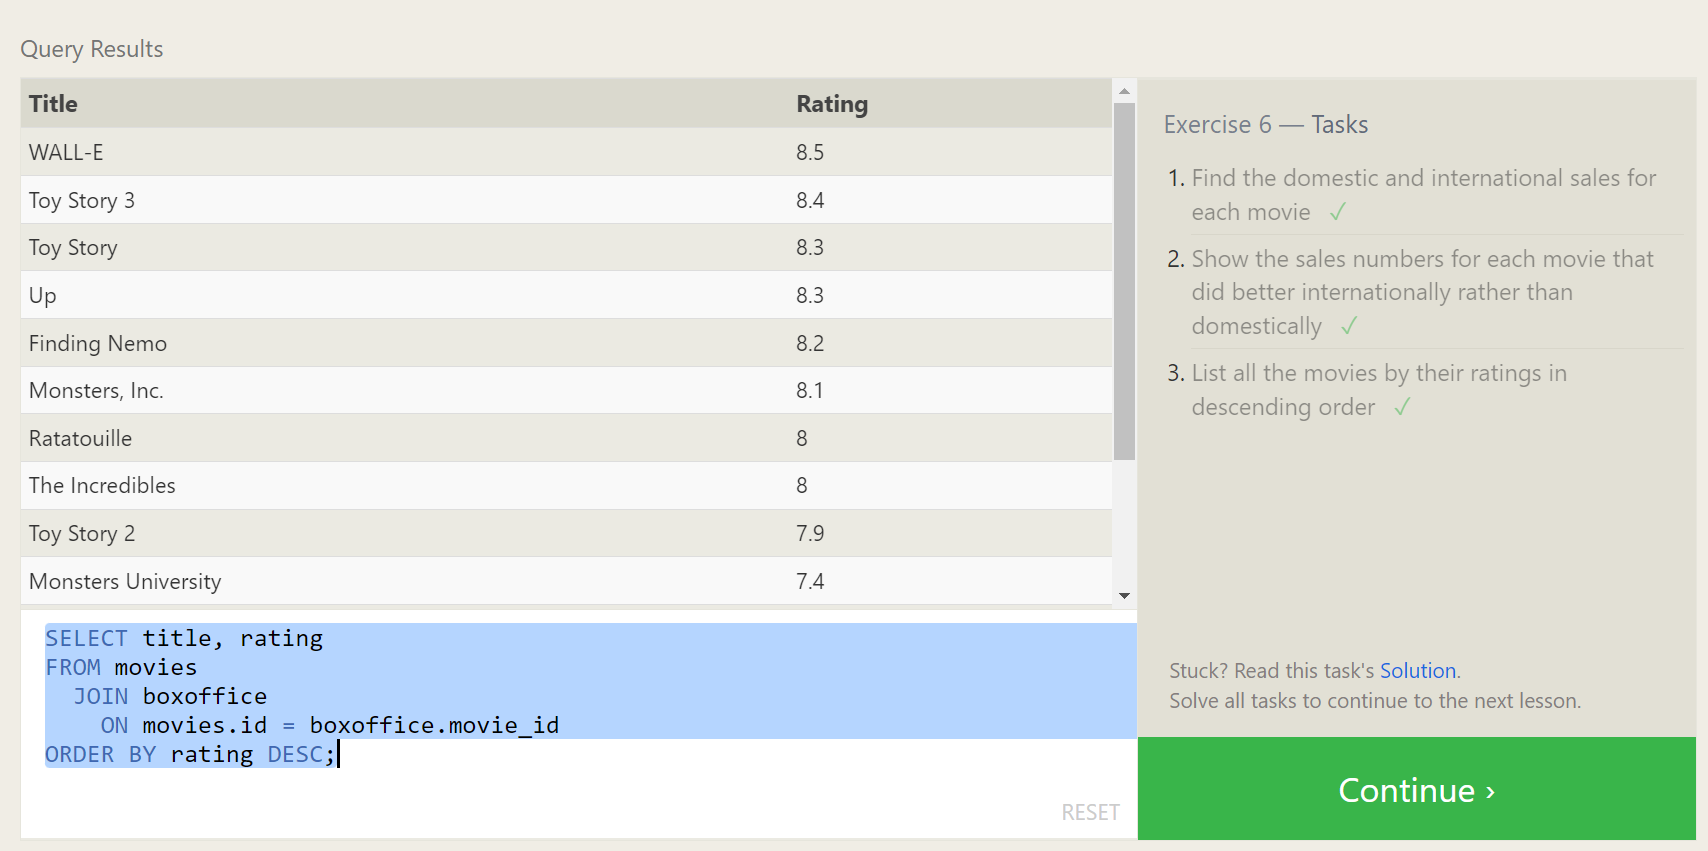 Query Results
Title Rating
WALL-E 8.5
Toy Story 3 8.4
Toy Story 8.3
Up 8.3
Finding Nemo 8.2
Monsters, Inc. 8.1
Ratatouille 8
The Incredibles 8
Toy Story 2 7.9
Monsters University 7.4
SELECT title, rating
FROM movies
  JOIN boxoffice
    ON movies.id = boxoffice.movie_id
ORDER BY rating DESC;
RESET
Exercise 6 — Tasks
1. Find the domestic and international sales for
each movie ✓
2. Show the sales numbers for each movie that
did better internationally rather than
domestically ✓
3. List all the movies by their ratings in
descending order ✓
Stuck? Read this task's Solution.
Solve all tasks to continue to the next lesson.
Continue ›